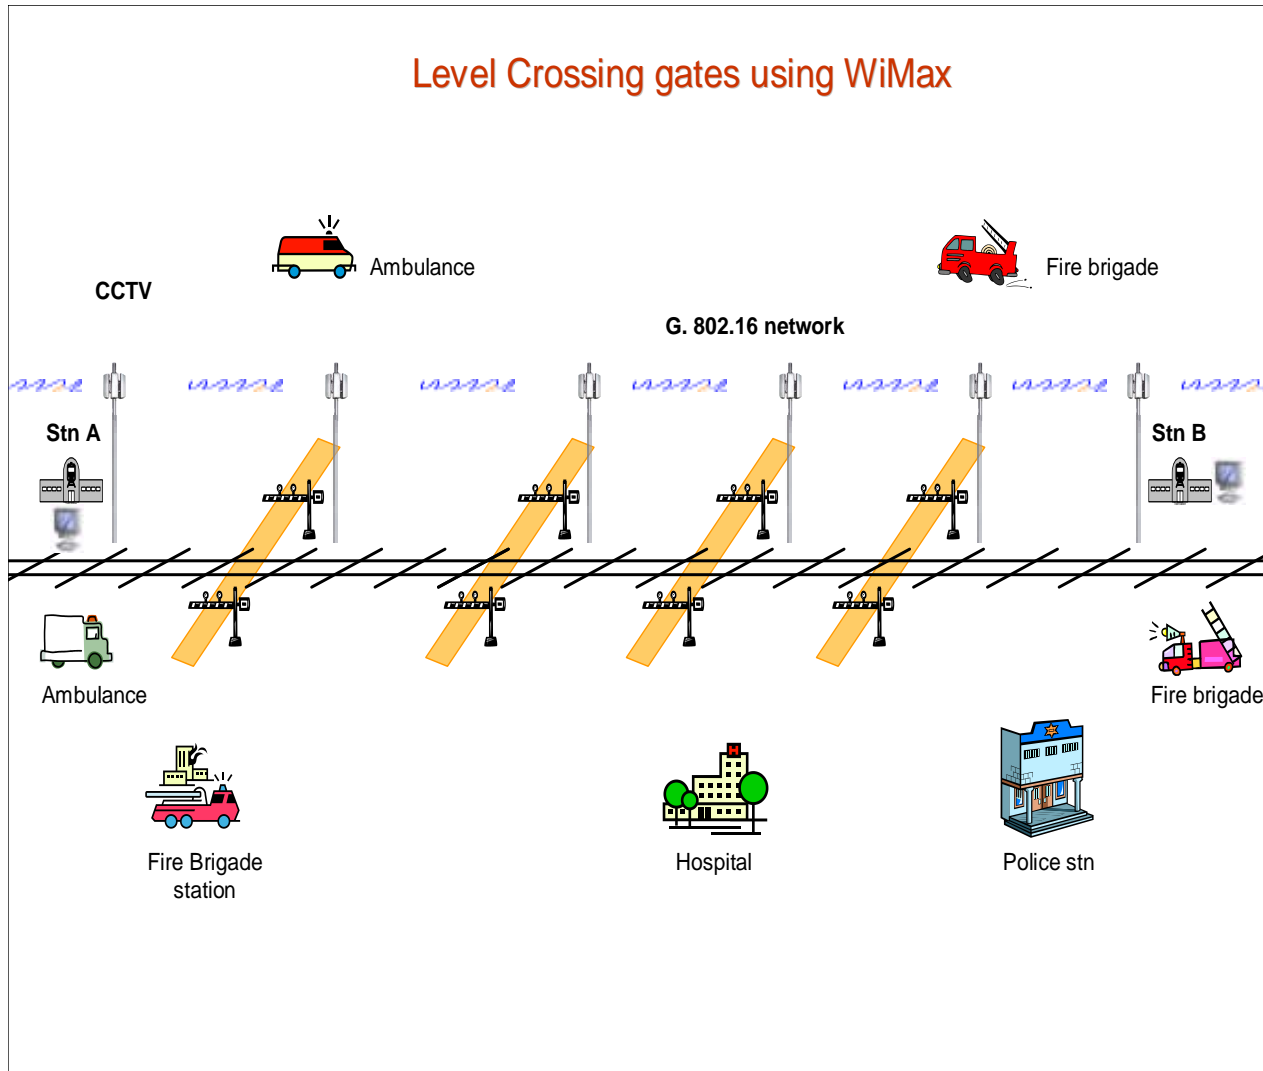 Level Crossing gates using WiMax
Ambulance
Fire brigade
CCTV
G. 802.16 network
Stn A
Stn B
Ambulance
Fire brigade
Fire Brigade
station
Hospital
Police stn
H